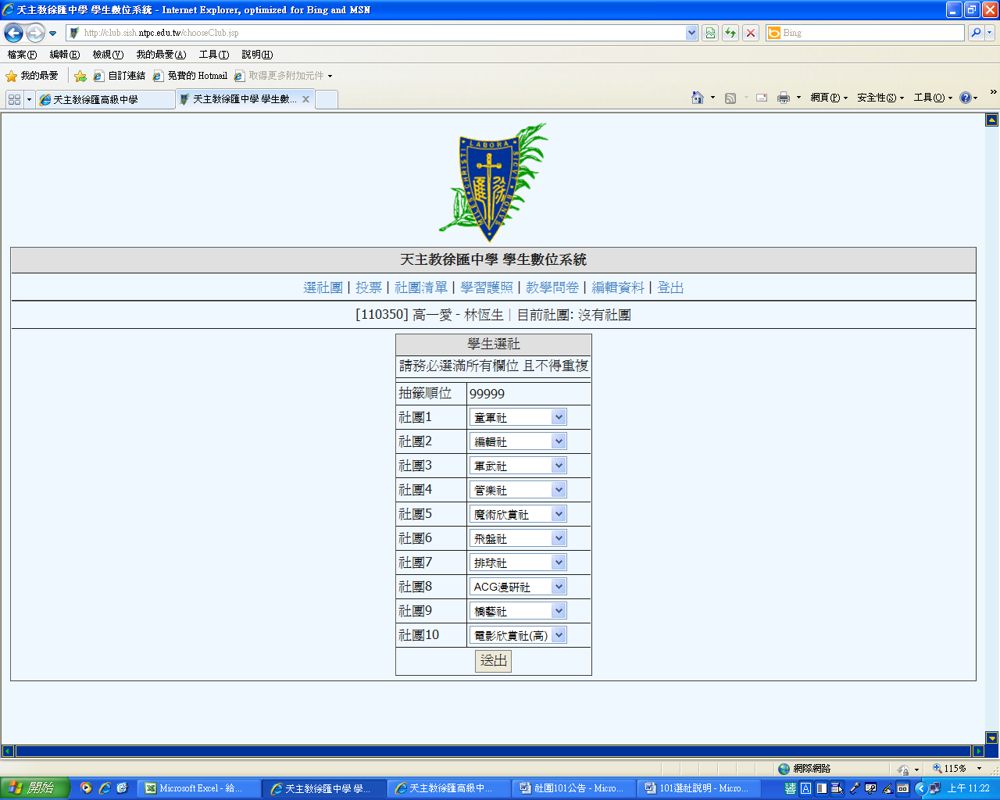 天主教徐匯中學 學生數位系統 - Internet Explorer, optimized for Bing and MSN
http://club.sish.ntpc.edu.tw/chooseClub.jsp
Bing
檔案(F) 編輯(E) 檢視(V) 我的最愛(A) 工具(T) 說明(H)
我的最愛 自訂連結 免費的 Hotmail 取得更多附加元件
天主教徐匯高級中學 天主教徐匯中學 學生數... 網頁(P) 安全性(S) 工具(O)
MILES CHRISTI LABORA SICUT BONUS
天主教徐匯中學 學生數位系統
選社團 | 投票 | 社團清單 | 學習護照 | 教學問卷 | 編輯資料 | 登出
[110350] 高一愛 - 林恆生 | 目前社團: 沒有社團
學生選社
請務必選滿所有欄位 且不得重複
抽籤順位 99999
社團1 童軍社
社團2 編輯社
社團3 軍武社
社團4 管樂社
社團5 魔術欣賞社
社團6 飛盤社
社團7 排球社
社團8 ACG漫研社
社團9 橋藝社
社團10 電影欣賞社(高)
送出
網際網路 115%
開始 Microsoft Excel - 給... 天主教徐匯中學 學... 天主教徐匯高級中... 社團101公告 - Micro... 101選社說明 - Micro... A 上午 11:22